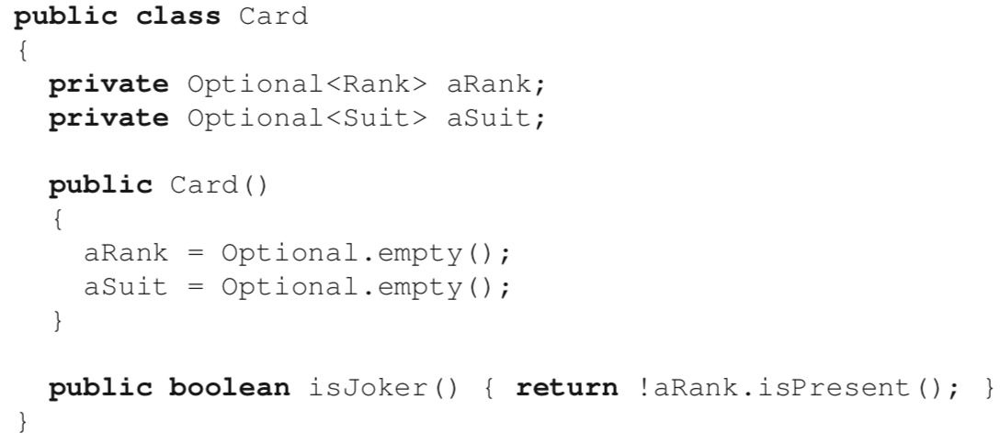 public class Card
{
  private Optional<Rank> aRank;
  private Optional<Suit> aSuit;

  public Card()
  {
    aRank = Optional.empty();
    aSuit = Optional.empty();
  }

  public boolean isJoker() { return !aRank.isPresent(); }
}